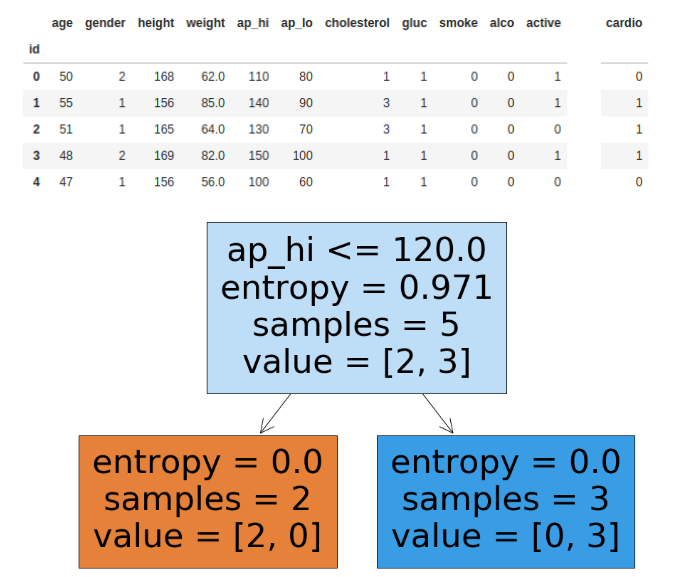 age gender height weight ap_hi ap_lo cholesterol gluc smoke alco active cardio
id
0 50 2 168 62.0 110 80 1 1 0 0 1 0
1 55 1 156 85.0 140 90 3 1 0 0 1 1
2 51 1 165 64.0 130 70 3 1 0 0 0 1
3 48 2 169 82.0 150 100 1 1 0 0 1 1
4 47 1 156 56.0 100 60 1 1 0 0 0 0
ap_hi <= 120.0
entropy = 0.971
samples = 5
value = [2, 3]
entropy = 0.0
samples = 2
value = [2, 0]
entropy = 0.0
samples = 3
value = [0, 3]